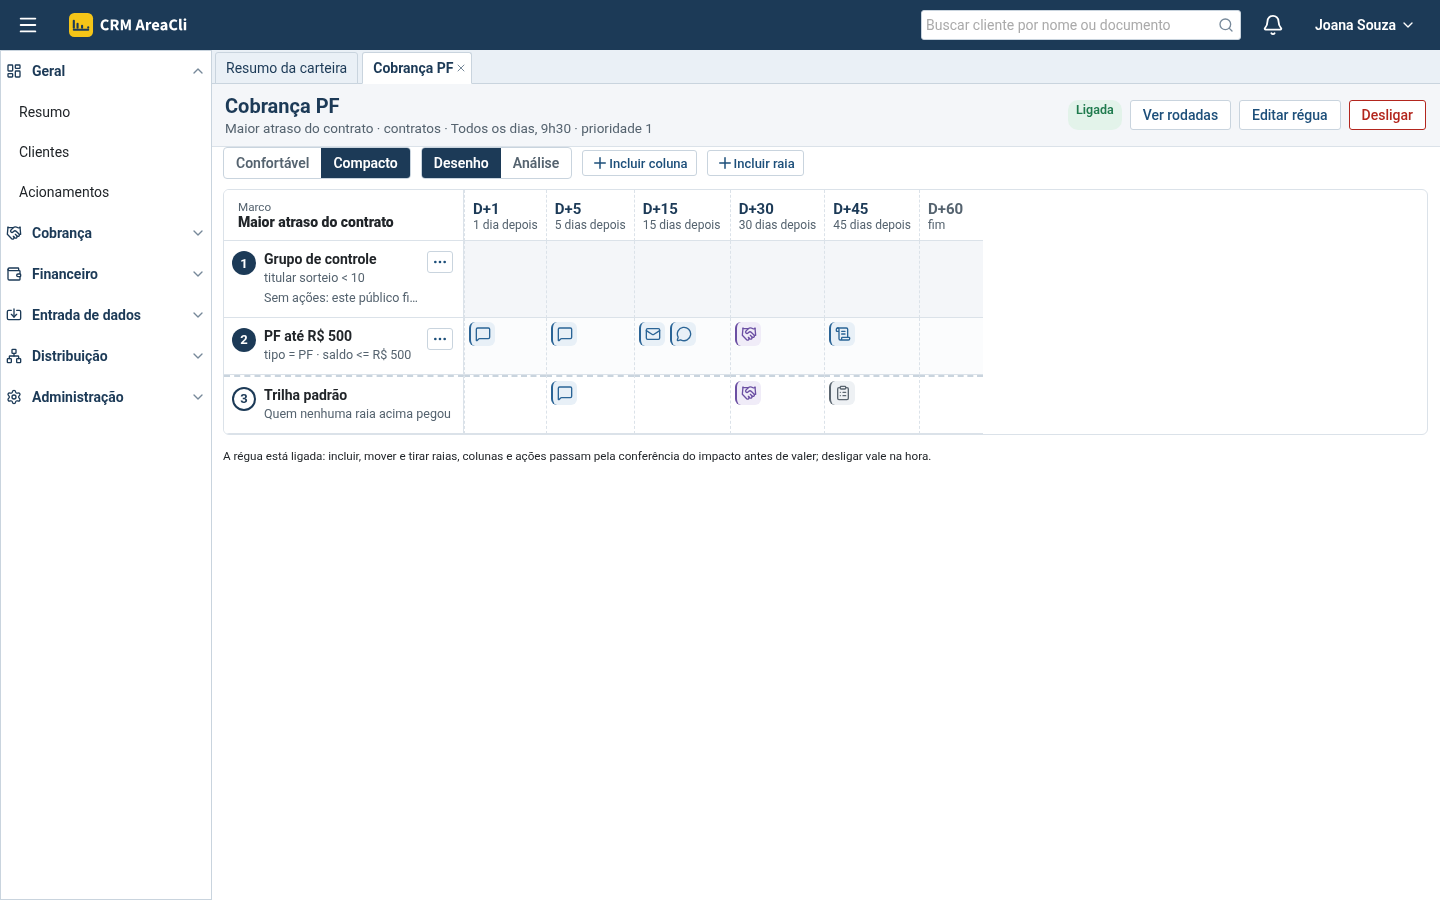 CRM AreaCli
Buscar cliente por nome ou documento
Joana Souza
Geral
Resumo
Clientes
Acionamentos
Cobrança
Financeiro
Entrada de dados
Distribuição
Administração
Resumo da carteira
Cobrança PF
Cobrança PF
Maior atraso do contrato · contratos · Todos os dias, 9h30 · prioridade 1
Ligada
Ver rodadas
Editar régua
Desligar
Confortável
Compacto
Desenho
Análise
Incluir coluna
Incluir raia
Marco
Maior atraso do contrato
D+1
1 dia depois
D+5
5 dias depois
D+15
15 dias depois
D+30
30 dias depois
D+45
45 dias depois
D+60
fim
1
Grupo de controle
titular sorteio < 10
Sem ações: este público fi...
2
PF até R$ 500
tipo = PF · saldo <= R$ 500
3
Trilha padrão
Quem nenhuma raia acima pegou
A régua está ligada: incluir, mover e tirar raias, colunas e ações passam pela conferência do impacto antes de valer; desligar vale na hora.